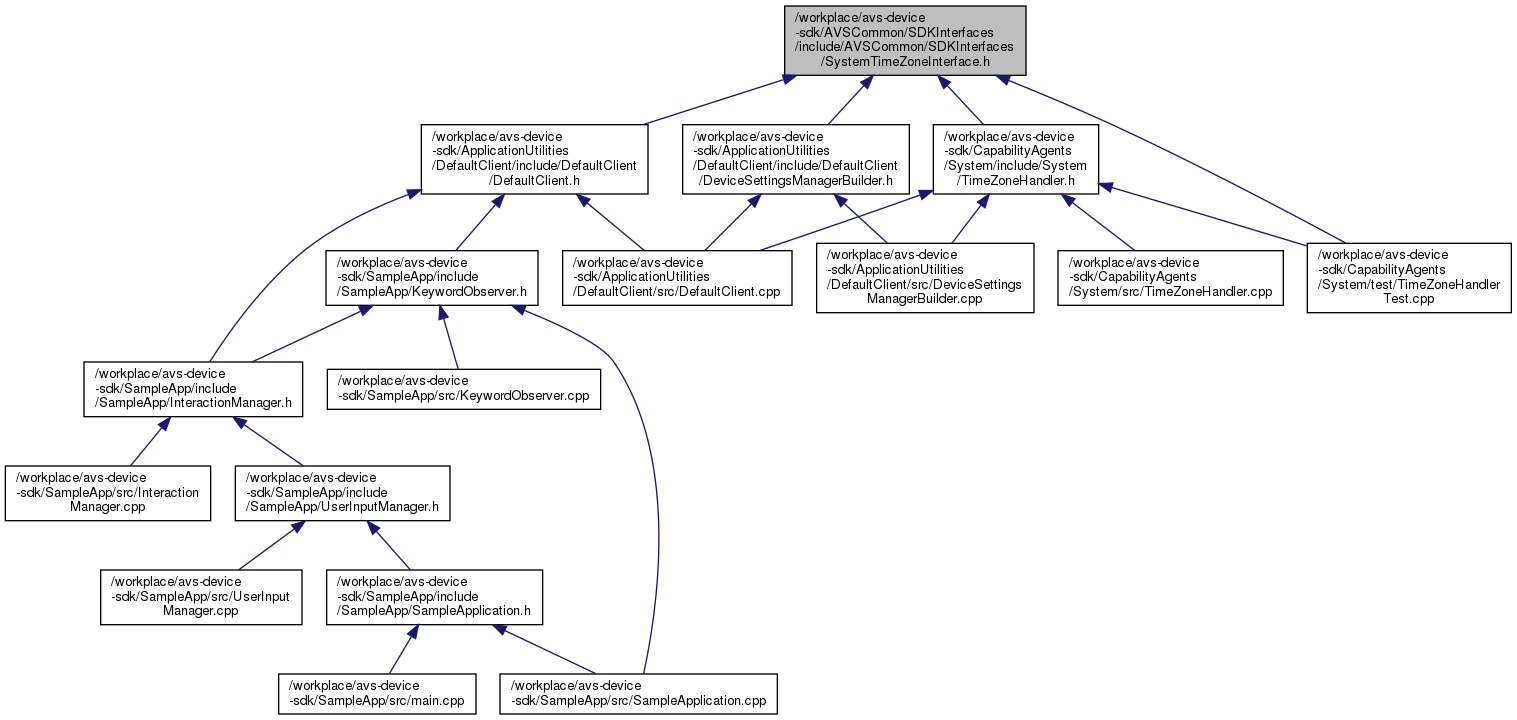 /workplace/avs-device
-sdk/AVSCommon/SDKInterfaces
/include/AVSCommon/SDKInterfaces
/SystemTimeZoneInterface.h
/workplace/avs-device
-sdk/ApplicationUtilities
/DefaultClient/include/DefaultClient
/DefaultClient.h
/workplace/avs-device
-sdk/ApplicationUtilities
/DefaultClient/include/DefaultClient
/DeviceSettingsManagerBuilder.h
/workplace/avs-device
-sdk/CapabilityAgents
/System/include/System
/TimeZoneHandler.h
/workplace/avs-device
-sdk/SampleApp/include
/SampleApp/KeywordObserver.h
/workplace/avs-device
-sdk/ApplicationUtilities
/DefaultClient/src/DefaultClient.cpp
/workplace/avs-device
-sdk/ApplicationUtilities
/DefaultClient/src/DeviceSettings
ManagerBuilder.cpp
/workplace/avs-device
-sdk/CapabilityAgents
/System/src/TimeZoneHandler.cpp
/workplace/avs-device
-sdk/CapabilityAgents
/System/test/TimeZoneHandler
Test.cpp
/workplace/avs-device
-sdk/SampleApp/include
/SampleApp/InteractionManager.h
/workplace/avs-device
-sdk/SampleApp/src/KeywordObserver.cpp
/workplace/avs-device
-sdk/SampleApp/src/Interaction
Manager.cpp
/workplace/avs-device
-sdk/SampleApp/include
/SampleApp/UserInputManager.h
/workplace/avs-device
-sdk/SampleApp/src/UserInput
Manager.cpp
/workplace/avs-device
-sdk/SampleApp/include
/SampleApp/SampleApplication.h
/workplace/avs-device
-sdk/SampleApp/src/main.cpp
/workplace/avs-device
-sdk/SampleApp/src/SampleApplication.cpp